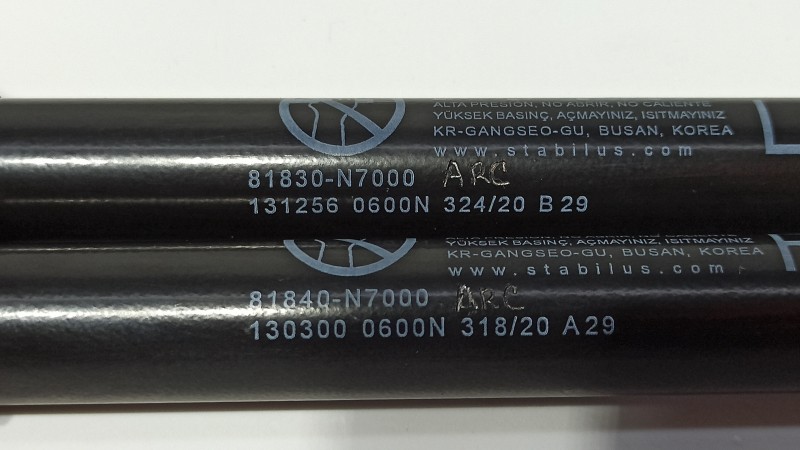 ALTA PRESION, NO ABRIR, NO CALIENTE
YÜKSEK BASINÇ, AÇMAYINIZ, ISITMAYINIZ
KR-GANGSEO-GU, BUSAN, KOREA
www.stabilus.com
81830-N7000 ARC
131256 0600N 324/20 B29
YÜKSEK BASINÇ, AÇMAYINIZ, ISITMAYINIZ
KR-GANGSEO-GU, BUSAN, KOREA
www.stabilus.com
81840-N7000 ARC
130300 0600N 318/20 A29